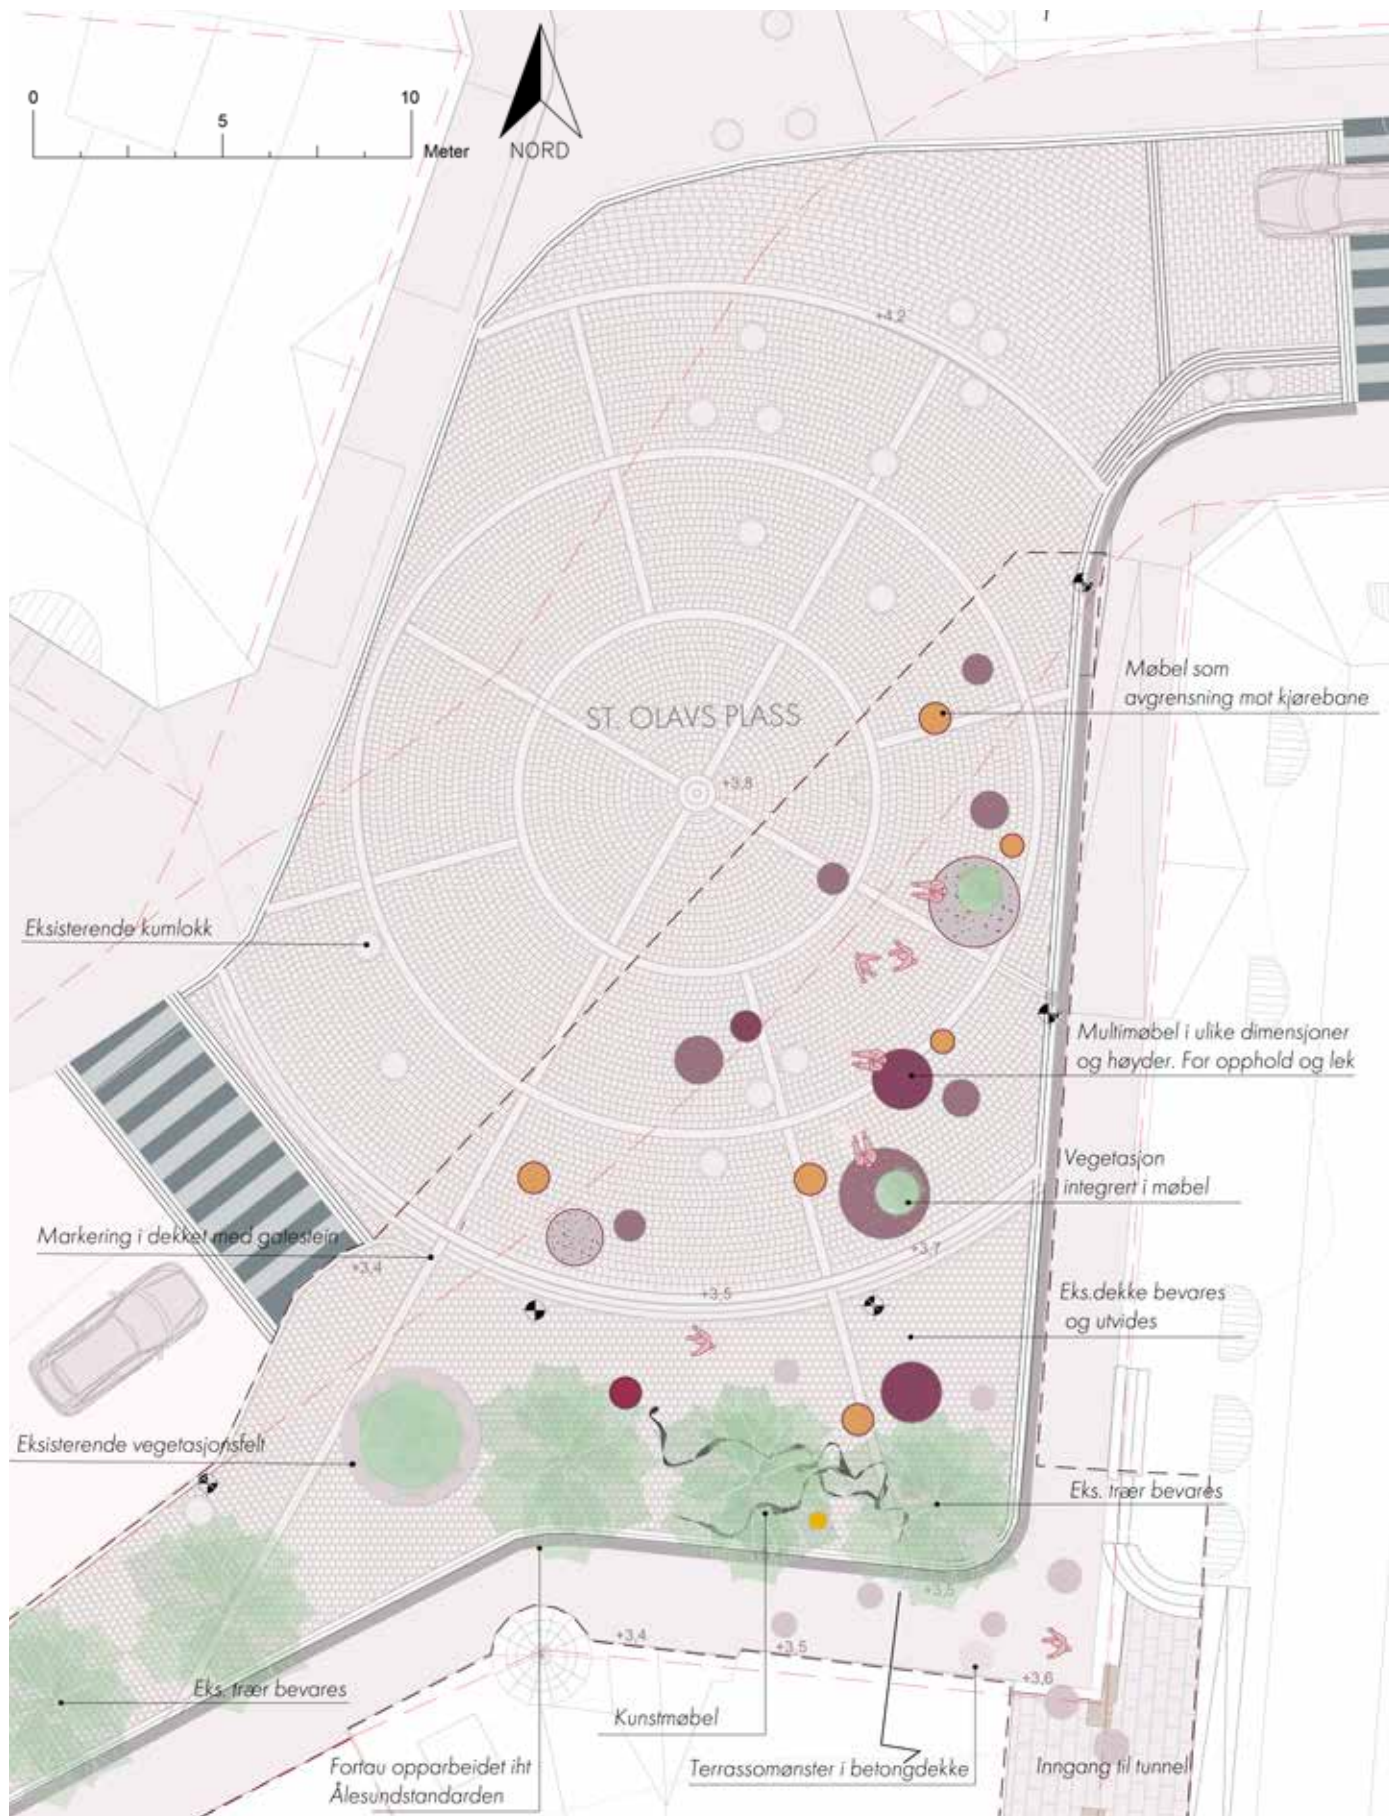 0
10
5
Meter
NORD
+4,2
Møbel som
avgrensning mot kjørebane
ST. OLAVS PLASS
+3,8
Eksisterende kumlokk
Multimøbel i ulike dimensjoner
og høyder. For opphold og lek
Vegetasjon
integrert i møbel
Markering i dekket med gatestein
+3,4
+3,7
+3,5
Eks.dekke bevares
og utvides
Eksisterende vegetasjonsfelt
Eks. trær bevares
+3,5
+3,4
+3,5
+3,6
Eks. trær bevares
Kunstmøbel
Fortau opparbeidet iht
Ålesundstandarden
Terrassomønster i betongdekke
Inngang til tunnel